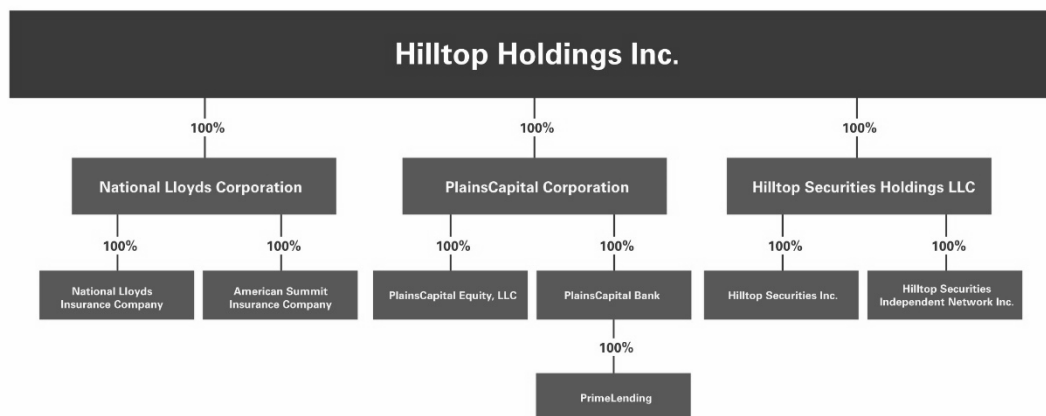 Hilltop Holdings Inc.
100%
100%
100%
National Lloyds Corporation
PlainsCapital Corporation
Hilltop Securities Holdings LLC
100%
100%
100%
100%
100%
100%
National Lloyds
Insurance Company
American Summit
Insurance Company
PlainsCapital Equity, LLC
PlainsCapital Bank
Hilltop Securities Inc.
Hilltop Securities
Independent Network Inc.
100%
PrimeLending